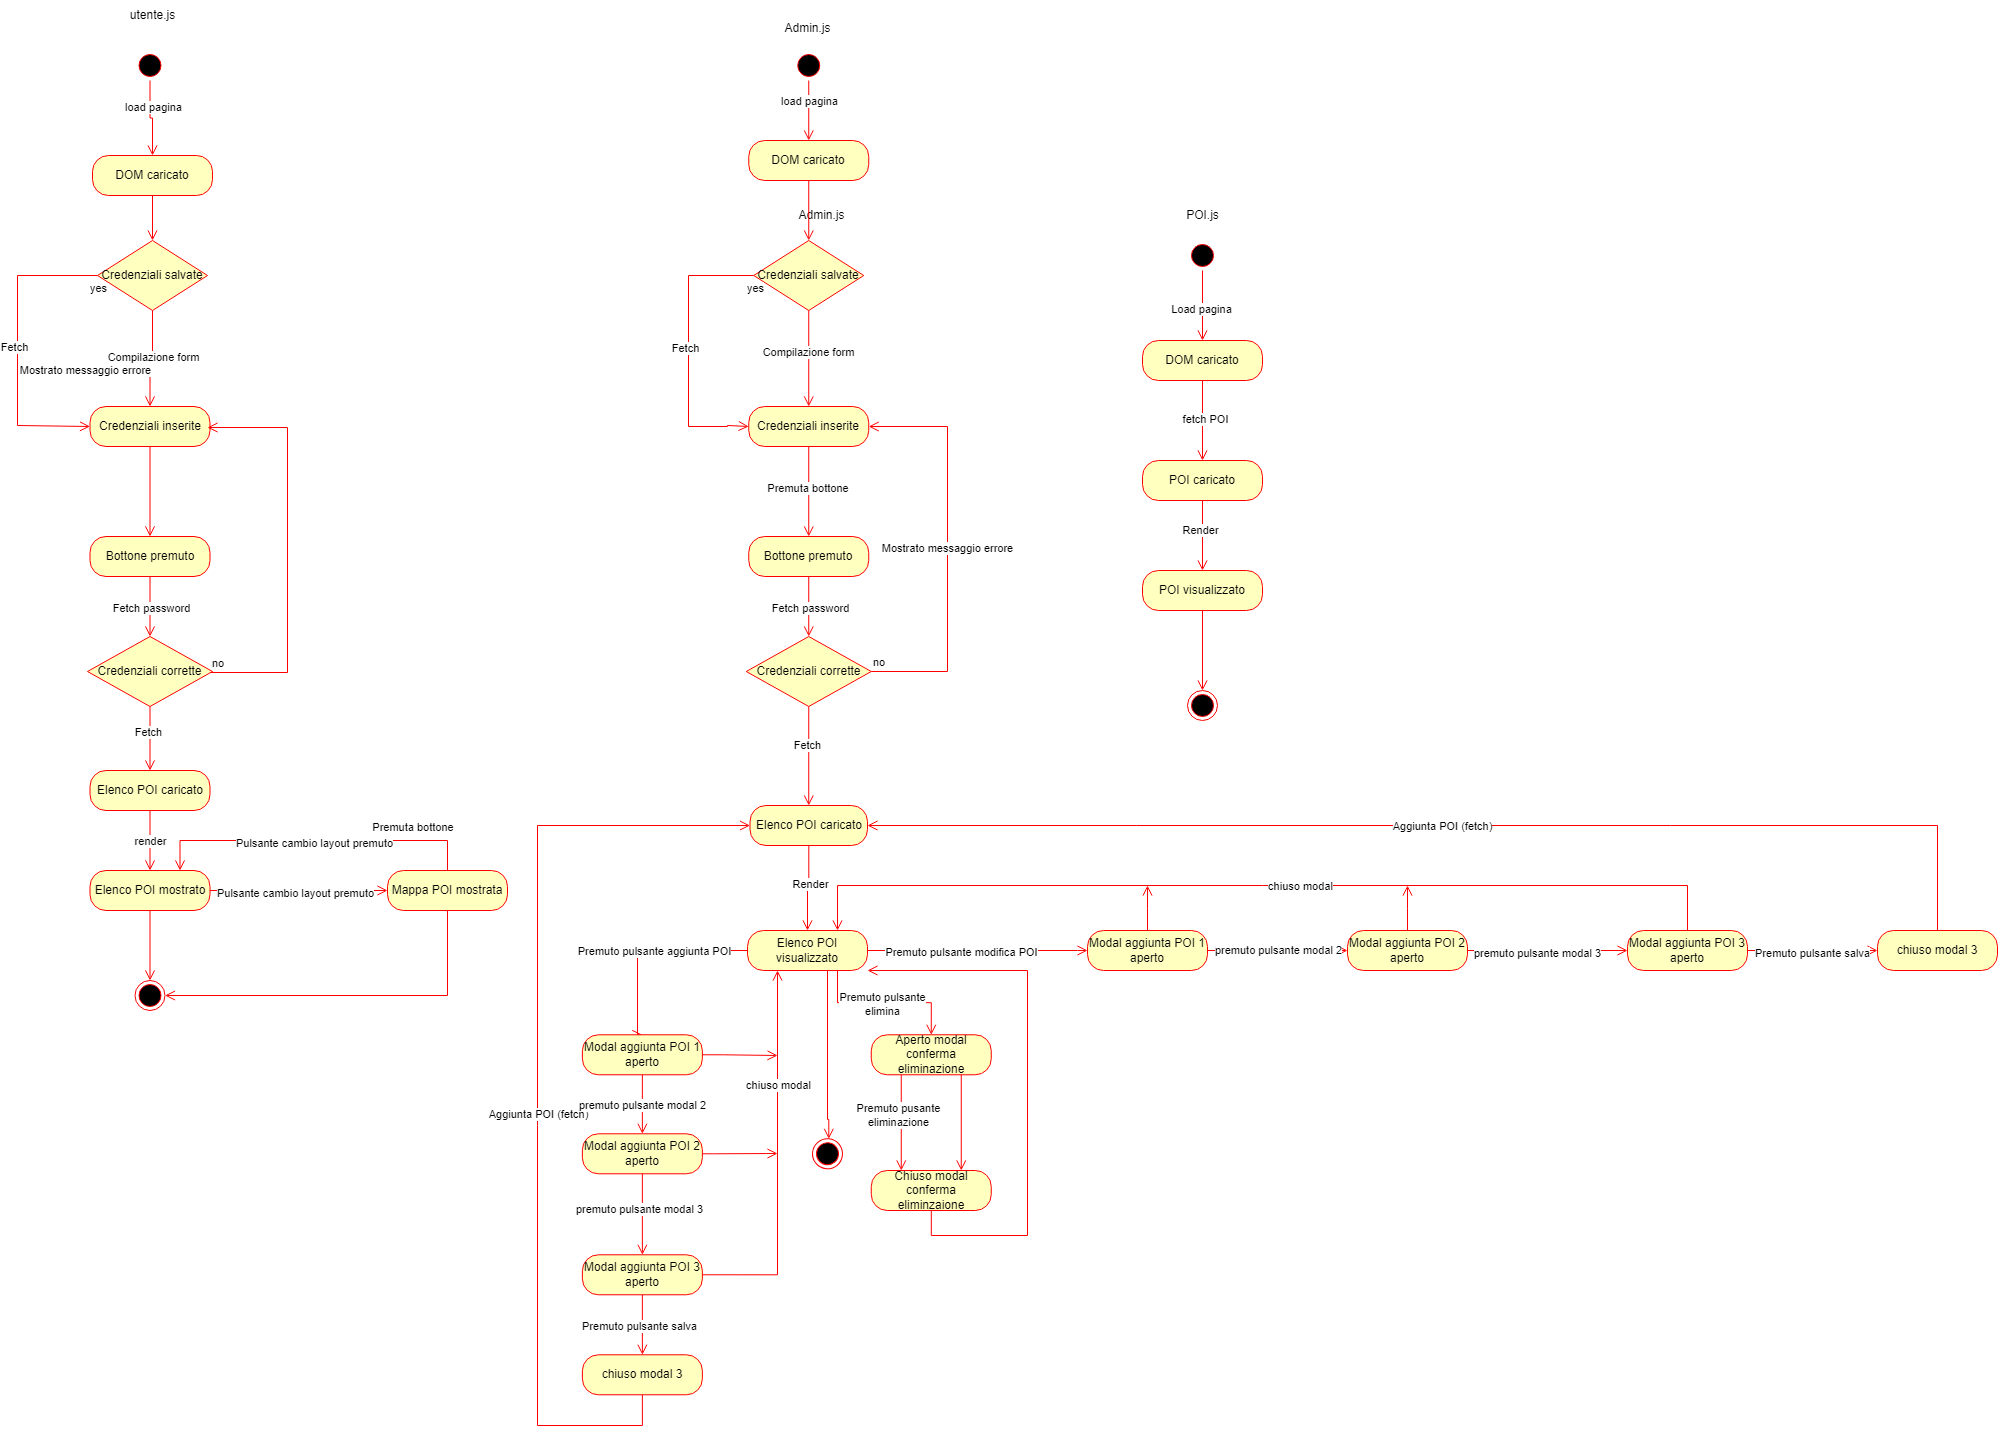 utente.js
load pagina
DOM caricato
Credenziali salvate
yes
Fetch
Compilazione form
Mostrato messaggio errore
Credenziali inserite
Bottone premuto
Fetch password
Credenziali corrette
no
Fetch
Elenco POI caricato
render
Premuta bottone
Pulsante cambio layout premuto
Elenco POI mostrato
Pulsante cambio layout premuto
Mappa POI mostrata
Admin.js
load pagina
DOM caricato
Admin.js
Credenziali salvate
yes
Fetch
Compilazione form
Credenziali inserite
Premuta bottone
Mostrato messaggio errore
Bottone premuto
Fetch password
Credenziali corrette
no
Fetch
Elenco POI caricato
Aggiunta POI (fetch)
Render
chiuso modal
Elenco POI
visualizzato
Premuto pulsante aggiunta POI
Premuto pulsante modifica POI
Modal aggiunta POI 1
aperto
premuto pulsante modal 2
Modal aggiunta POI 2
aperto
premuto pulsante modal 3
Modal aggiunta POI 3
aperto
Premuto pulsante salva
chiuso modal 3
Premuto pulsante
elimina
Aperto modal
conferma
eliminazione
Premuto pusante
eliminazione
Chiuso modal
conferma
eliminzaione
Modal aggiunta POI 1
aperto
chiuso modal
premuto pulsante modal 2
Aggiunta POI (fetch)
Modal aggiunta POI 2
aperto
premuto pulsante modal 3
Modal aggiunta POI 3
aperto
Premuto pulsante salva
chiuso modal 3
POI.js
Load pagina
DOM caricato
fetch POI
POI caricato
Render
POI visualizzato